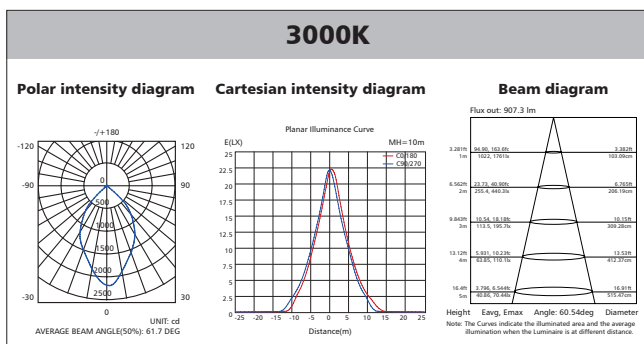 3000K
Polar intensity diagram
Cartesian intensity diagram
Beam diagram
-/+180
-120
120
-90
90
-30
30
0
0
500
1000
1500
2000
2500
UNIT: cd
AVERAGE BEAM ANGLE(50%): 61.7 DEG
Planar Illuminance Curve
E(LX)
MH=10m
C0/180
C90/270
25
22.5
20
17.5
15
12.5
10
7.5
5
2.5
0
-25 -20 -15 -10 -5 0 5 10 15 20 25
Distance(m)
Flux out: 907.3 lm
3.281ft 94.90, 163.6fc 3.382ft
1m 1022, 1761lx 103.09cm
6.562ft 23.73, 40.90fc 6.765ft
2m 255.4, 440.3lx 206.19cm
9.843ft 10.54, 18.18fc 10.15ft
3m 113.5, 195.7lx 309.28cm
13.12ft 5.931, 10.23fc 13.53ft
4m 63.85, 110.1lx 412.37cm
16.4ft 3.796, 6.544fc 16.91ft
5m 40.86, 70.44lx 515.47cm
Height Eavg, Emax Angle: 60.54deg Diameter
Note: The Curves indicate the illuminated area and the average
illumination when the Luminaire is at different distance.